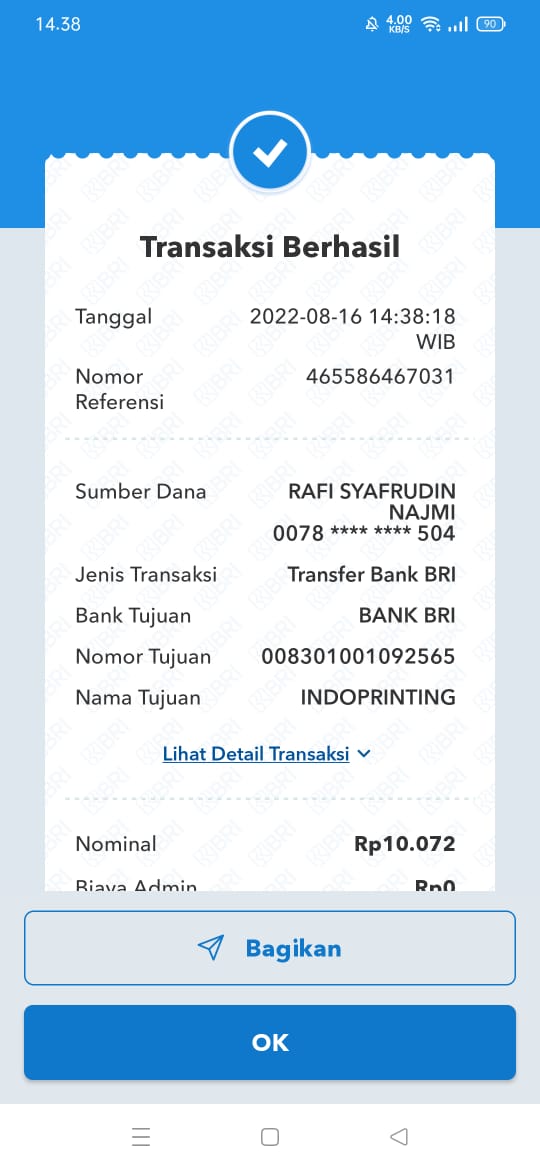 14.38
4.00
KB/S
90
Transaksi Berhasil
Tanggal 2022-08-16 14:38:18
WIB
Nomor 465586467031
Referensi
Sumber Dana RAFI SYAFRUDIN
NAJMI
0078 **** **** 504
Jenis Transaksi Transfer Bank BRI
Bank Tujuan BANK BRI
Nomor Tujuan 008301001092565
Nama Tujuan INDOPRINTING
Lihat Detail Transaksi
Nominal Rp10.072
Biaya Admin Rp0
Bagikan
OK